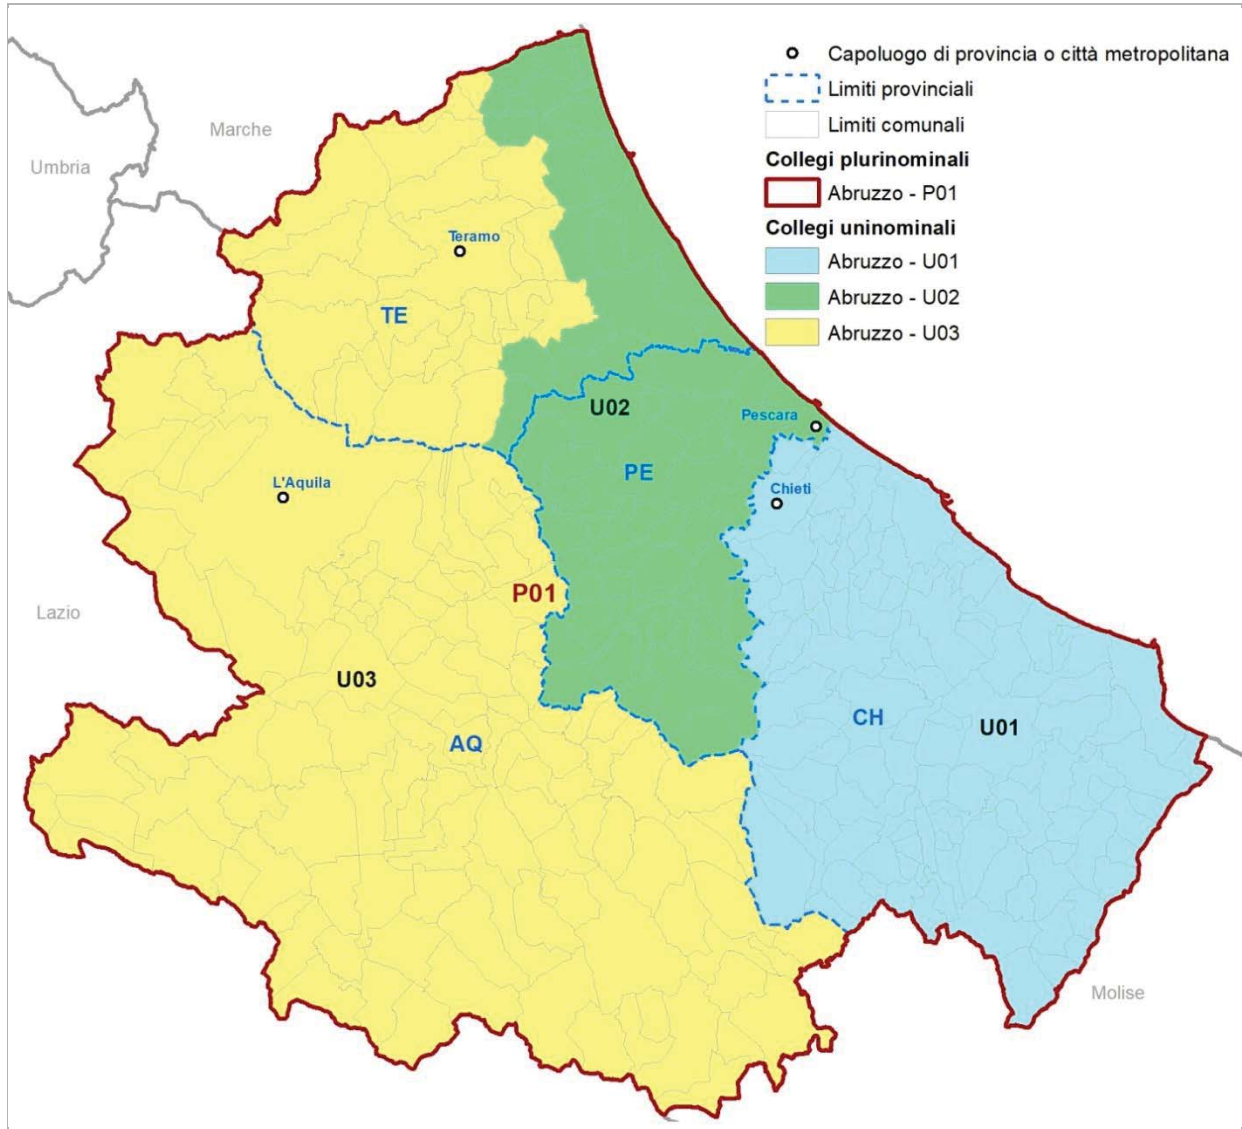 Capoluogo di provincia o città metropolitana
Limiti provinciali
Limiti comunali
Collegi plurinominali
Abruzzo - P01
Collegi uninominali
Abruzzo - U01
Abruzzo - U02
Abruzzo - U03
Marche
Umbria
Teramo
TE
U02
Pescara
PE
L'Aquila
Chieti
P01
Lazio
U03
CH
U01
AQ
Molise